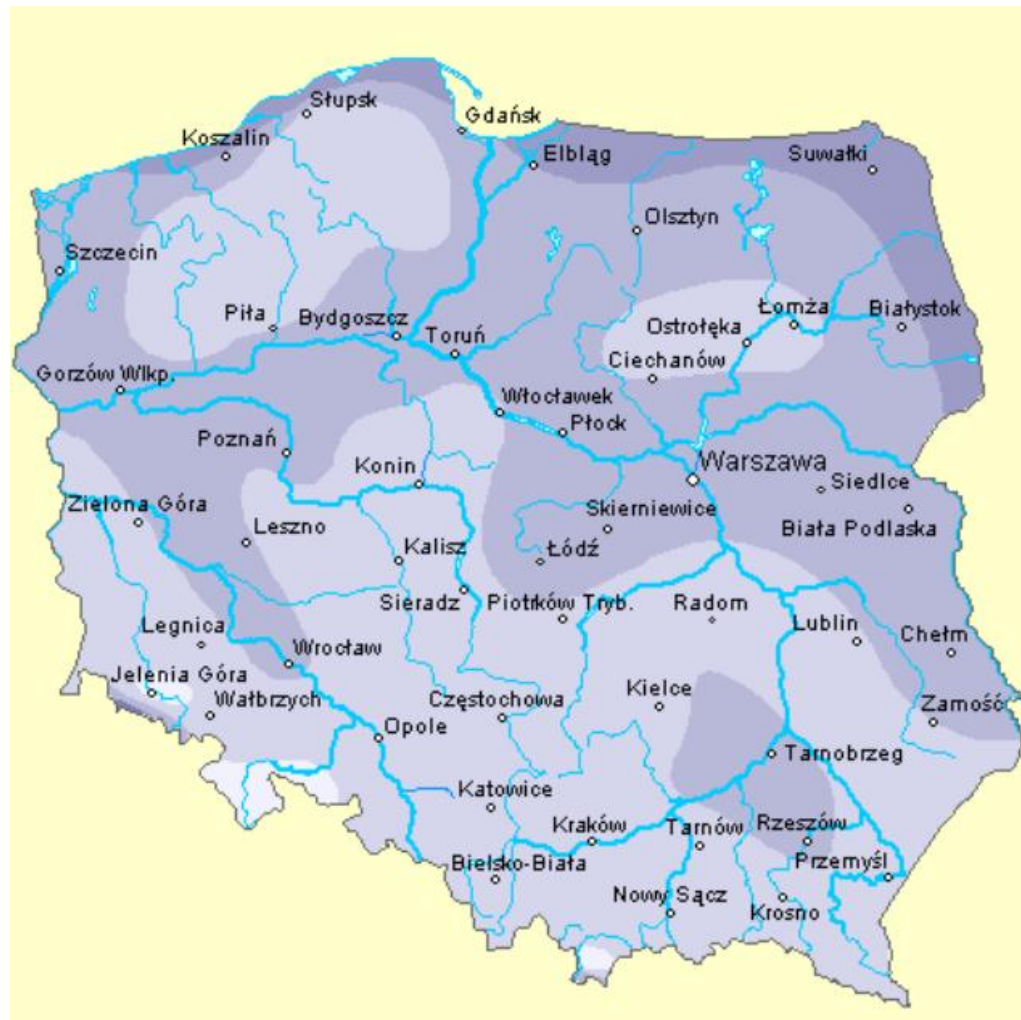 Słupsk
Gdańsk
Koszalin
Elbląg
Suwałki
Olsztyn
Szczecin
Piła
Bydgoszcz
Toruń
Łomża
Białystok
Ostrołęka
Ciechanów
Gorzów Wlkp.
Włocławek
Płock
Poznań
Konin
Warszawa
Siedlce
Zielona Góra
Leszno
Skierniewice
Biała Podlaska
Kalisz
Łódź
Sieradz
Piotrków Tryb.
Radom
Legnica
Wrocław
Lublin
Chełm
Jelenia Góra
Wałbrzych
Częstochowa
Kielce
Zamość
Opole
Tarnobrzeg
Katowice
Kraków
Tarnów
Rzeszów
Bielsko-Biała
Przemyśl
Nowy Sącz
Krosno